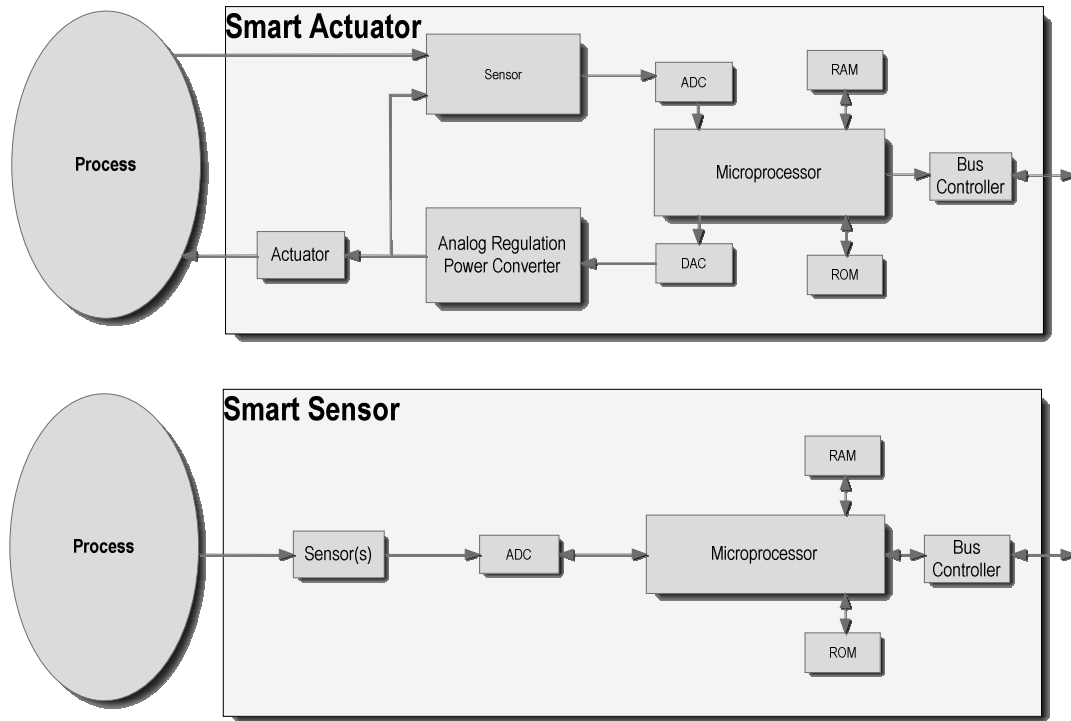 Smart Actuator
Sensor
ADC
RAM
Process
Microprocessor
Bus
Controller
Actuator
Analog Regulation
Power Converter
DAC
ROM
Smart Sensor
RAM
Process
Sensor(s)
ADC
Microprocessor
Bus
Controller
ROM